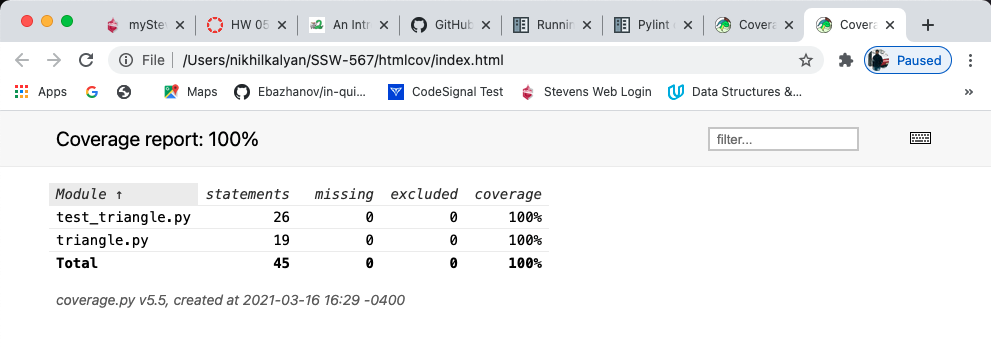 mySte HW 05 An Intr GitHub Runnin Pylint Covera Covera
File | /Users/nikhilkalyan/SSW-567/htmlcov/index.html Paused
Apps Maps Ebazhanov/in-qui... CodeSignal Test Stevens Web Login Data Structures &... »
Coverage report: 100% filter...
Module ↑ statements missing excluded coverage
test_triangle.py 26 0 0 100%
triangle.py 19 0 0 100%
Total 45 0 0 100%
coverage.py v5.5, created at 2021-03-16 16:29 -0400